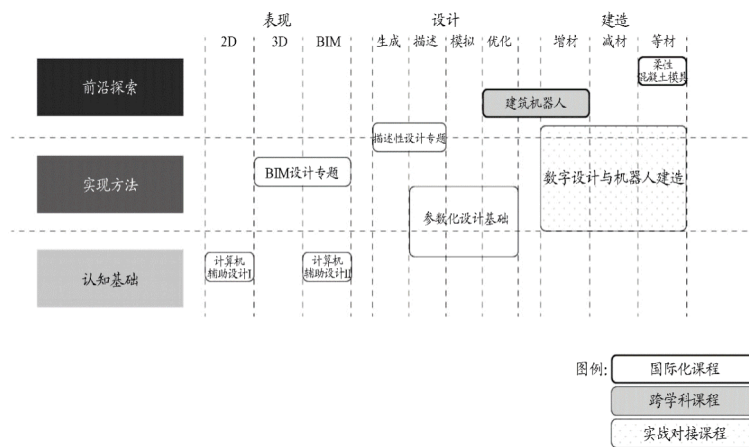 表现 设计 建造
2D 3D BIM 生成 描述 模拟 优化 增材 减材 等材
柔性
混凝土模具
前沿探索
建筑机器人
描述性设计专题
实现方法
BIM设计专题
数字设计与机器人建造
参数化设计基础
计算机
辅助设计I
计算机
辅助设计II
认知基础
图例:
国际化课程
跨学科课程
实战对接课程